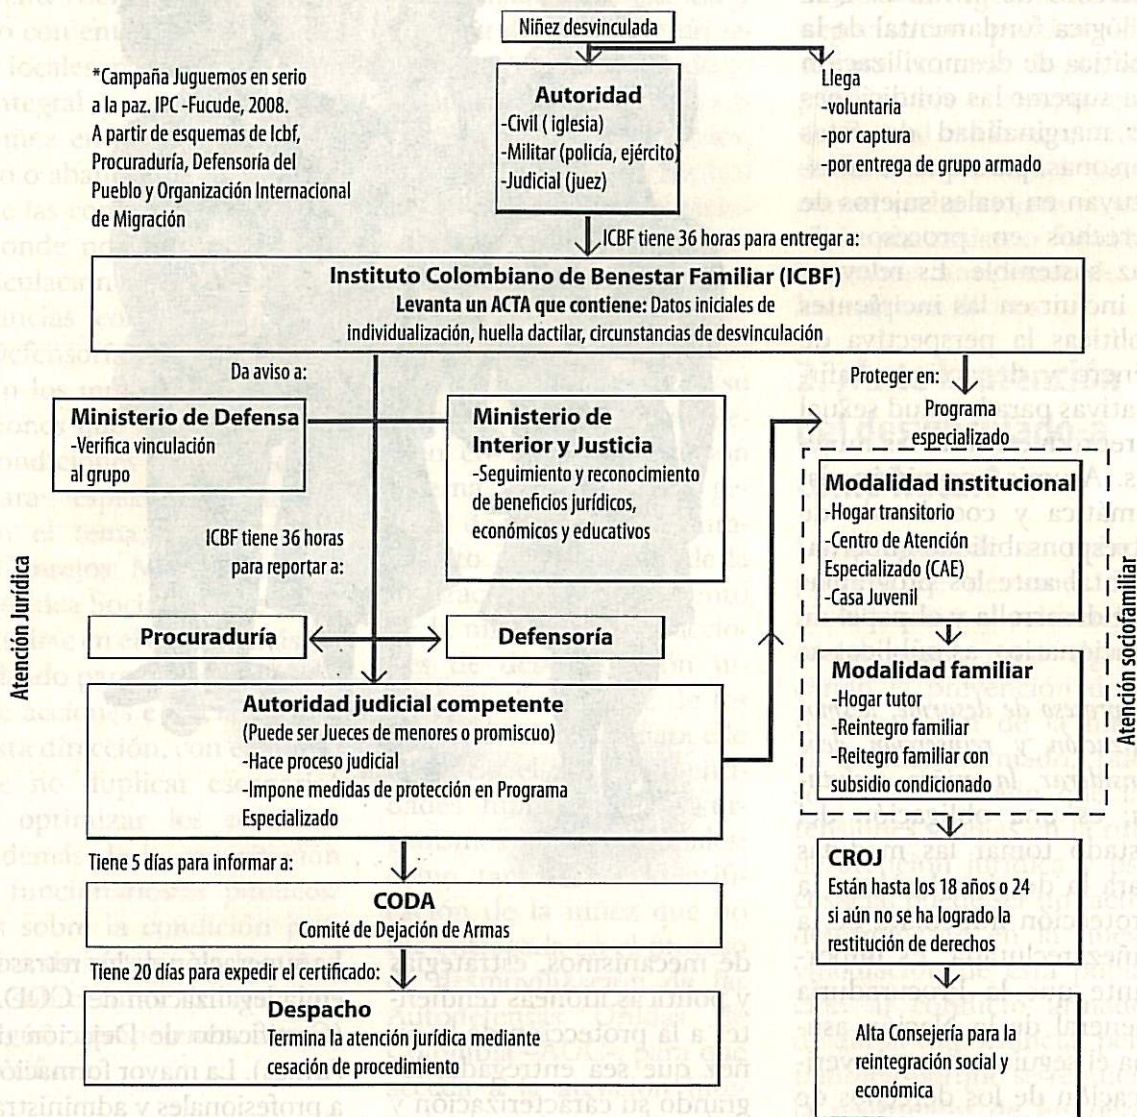 Niñez desvinculada
*Campaña Juguemos en serio
a la paz. IPC -Fucude, 2008.
A partir de esquemas de Icbf,
Procuraduría, Defensoría del
Pueblo y Organización Internacional
de Migración
Autoridad
-Civil ( iglesia)
-Militar (policía, ejército)
-Judicial (juez)
Llega
-voluntaria
-por captura
-por entrega de grupo armado
ICBF tiene 36 horas para entregar a:
Instituto Colombiano de Benestar Familiar (ICBF)
Levanta un ACTA que contiene: Datos iniciales de
individualización, huella dactilar, circunstancias de desvinculación
Da aviso a:
Ministerio de Defensa
-Verifica vinculación
al grupo
Ministerio de
Interior y Justicia
-Seguimiento y reconocimiento
de beneficios jurídicos,
económicos y educativos
ICBF tiene 36 horas
para reportar a:
Procuraduría
Defensoría
Autoridad judicial competente
(Puede ser Jueces de menores o promiscuo)
-Hace proceso judicial
-Impone medidas de protección en Programa
Especializado
Tiene 5 días para informar a:
CODA
Comité de Dejación de Armas
Tiene 20 días para expedir el certificado:
Despacho
Termina la atención jurídica mediante
cesación de procedimiento
Atención Jurídica
Proteger en:
Programa
especializado
Modalidad institucional
-Hogar transitorio
-Centro de Atención
Especializado (CAE)
-Casa Juvenil
Modalidad familiar
- Hogar tutor
-Reintegro familiar
-Reitegro familiar con
subsidio condicionado
CROJ
Están hasta los 18 años o 24
si aún no se ha logrado la
restitución de derechos
Alta Consejería para la
reintegración social y
económica
Atención sociofamiliar